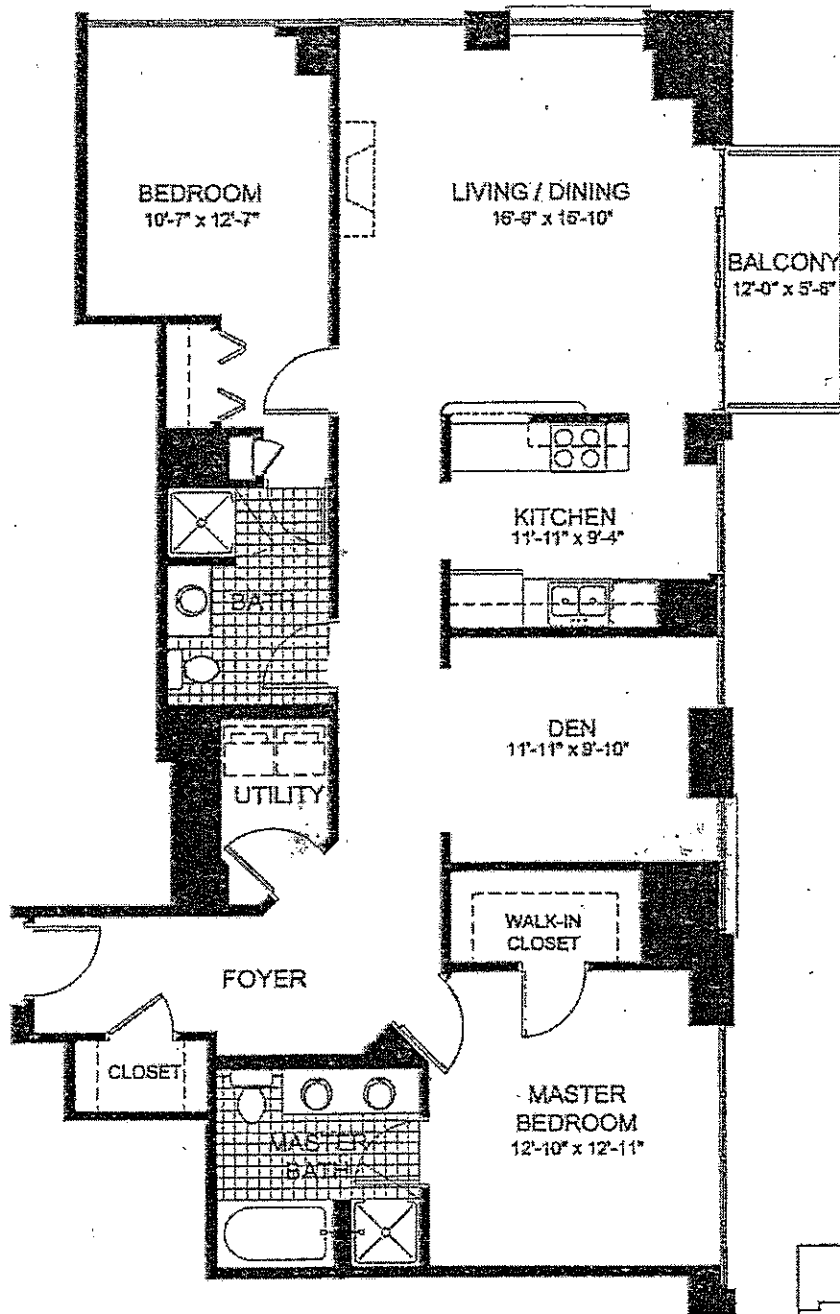 BEDROOM
10'-7" x 12'-7"
LIVING / DINING
16'-9" x 15'-10"
BALCONY
12'-0" x 5'-6"
KITCHEN
11'-11" x 9'-4"
BATH
DEN
11'-11" x 9'-10"
UTILITY
WALK-IN
CLOSET
FOYER
CLOSET
MASTER
BEDROOM
12'-10" x 12'-11"
MASTER
BATH